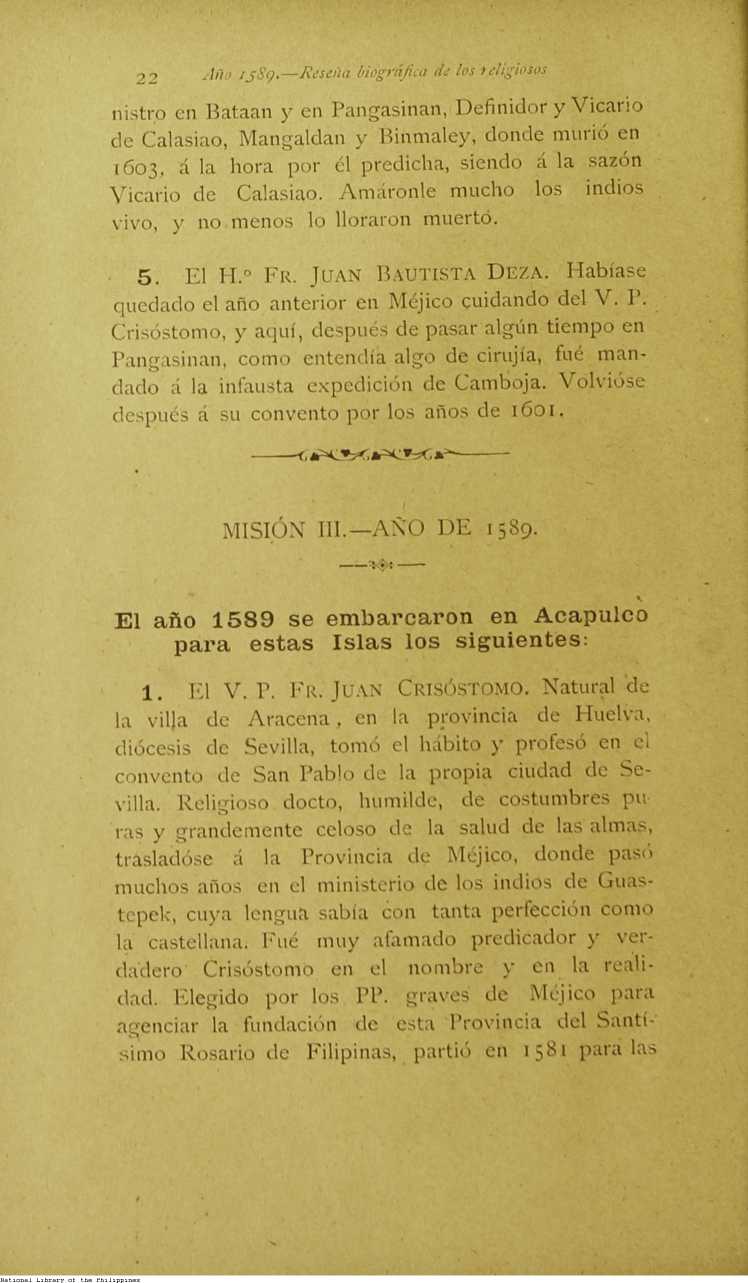 22 Año 1589.—Reseña biográfica de los religiosos
nistro en Bataan y en Pangasinan, Definidor y Vicario
de Calasiao, Mangaldan y Binmaley, donde murió en
1603, á la hora por él predicha, siendo á la sazón
Vicario de Calasiao. Amáronle mucho los indios
vivo, y no menos lo lloraron muerto.
5. El H.º FR. JUAN BAUTISTA DEZA. Habíase
quedado el año anterior en Méjico cuidando del V. P.
Crisóstomo, y aquí, después de pasar algún tiempo en
Pangasinan, como entendía algo de cirujía, fué man-
dado á la infausta expedición de Camboja. Volvióse
después á su convento por los años de 1601.
MISIÓN III.—AÑO DE 1589.
El año 1589 se embarcaron en Acapulco
para estas Islas los siguientes:
1. El V. P. FR. JUAN CRISÓSTOMO. Natural de
la villa de Aracena, en la provincia de Huelva,
diócesis de Sevilla, tomó el hábito y profesó en el
convento de San Pablo de la propia ciudad de Se-
villa. Religioso docto, humilde, de costumbres pu-
ras y grandemente celoso de la salud de las almas,
trasladóse á la Provincia de Méjico, donde pasó
muchos años en el ministerio de los indios de Guas-
tepek, cuya lengua sabía con tanta perfección como
la castellana. Fué muy afamado predicador y ver-
dadero Crisóstomo en el nombre y en la reali-
dad. Elegido por los PP. graves de Méjico para
agenciar la fundación de esta Provincia del Santí-
simo Rosario de Filipinas, partió en 1581 para las
National Library of the Philippines